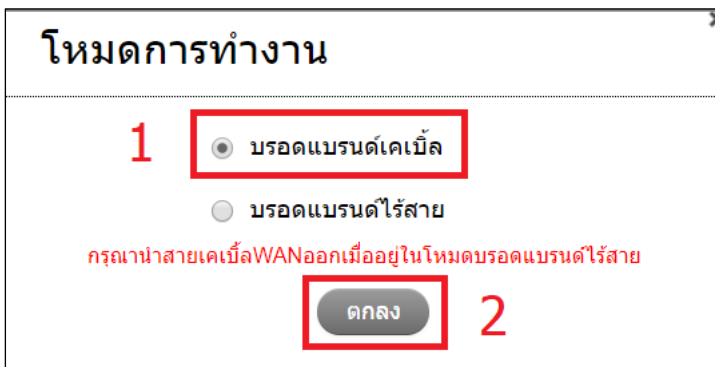 โหมดการทำงาน
1 บรอดแบรนด์เคเบิ้ล
บรอดแบรนด์ไร้สาย
กรุณานำสายเคเบิ้ลWANออกเมื่ออยู่ในโหมดบรอดแบรนด์ไร้สาย
ตกลง 2